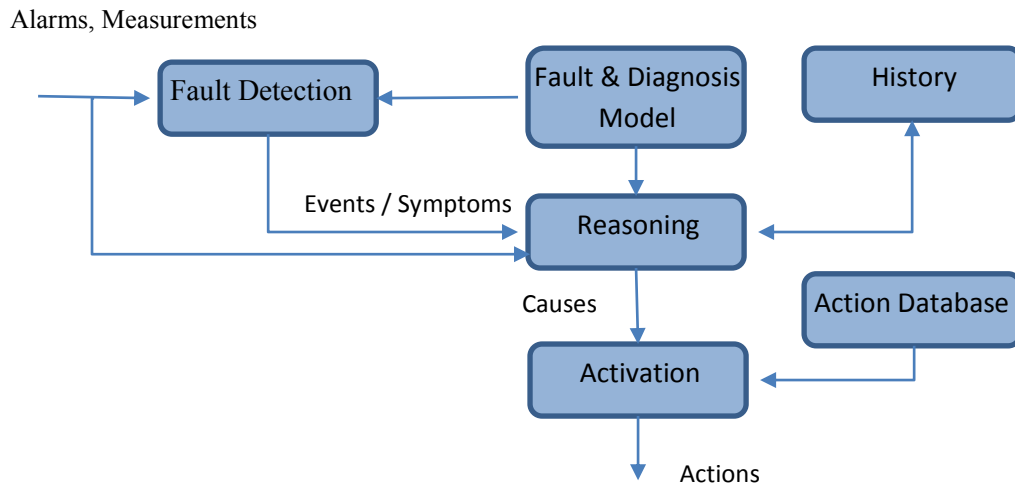 Alarms, Measurements
Fault Detection
Fault & Diagnosis
Model
History
Events / Symptoms
Reasoning
Causes
Action Database
Activation
Actions